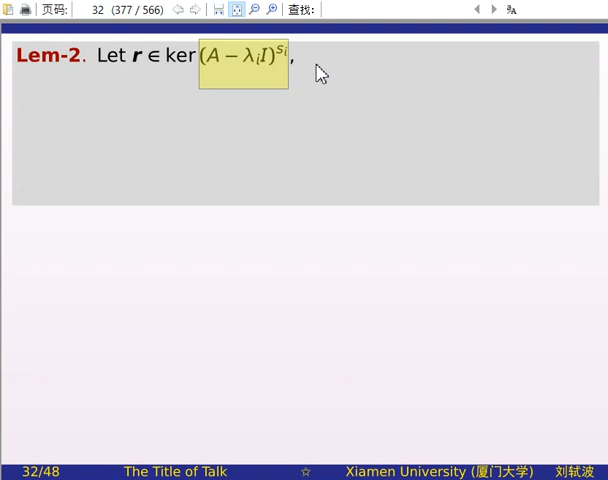 页码: 32 (377 / 566) 查找:
Lem-2. Let r ∈ ker (A − λᵢI)^{sᵢ},
32/48 The Title of Talk ☆ Xiamen University (厦门大学) 刘轼波